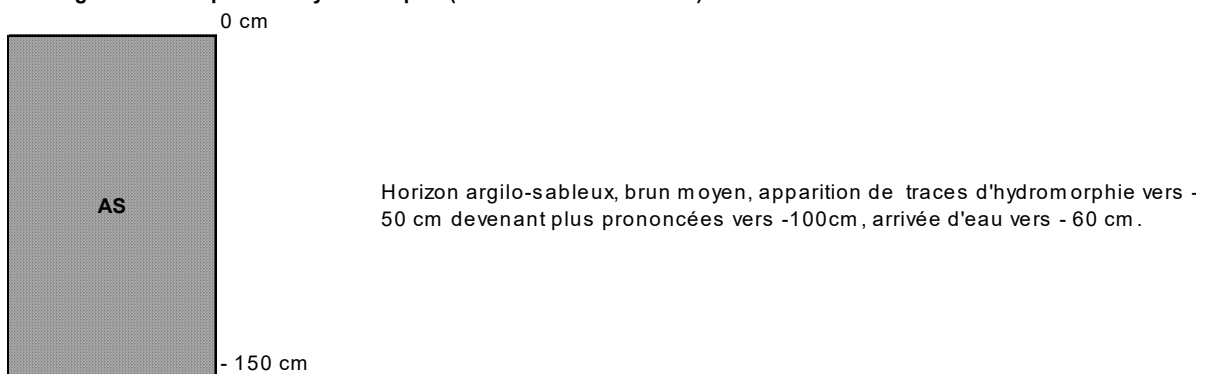 0 cm
AS
Horizon argilo-sableux, brun moyen, apparition de traces d'hydromorphie vers -
50 cm devenant plus prononcées vers -100cm, arrivée d'eau vers - 60 cm.
- 150 cm